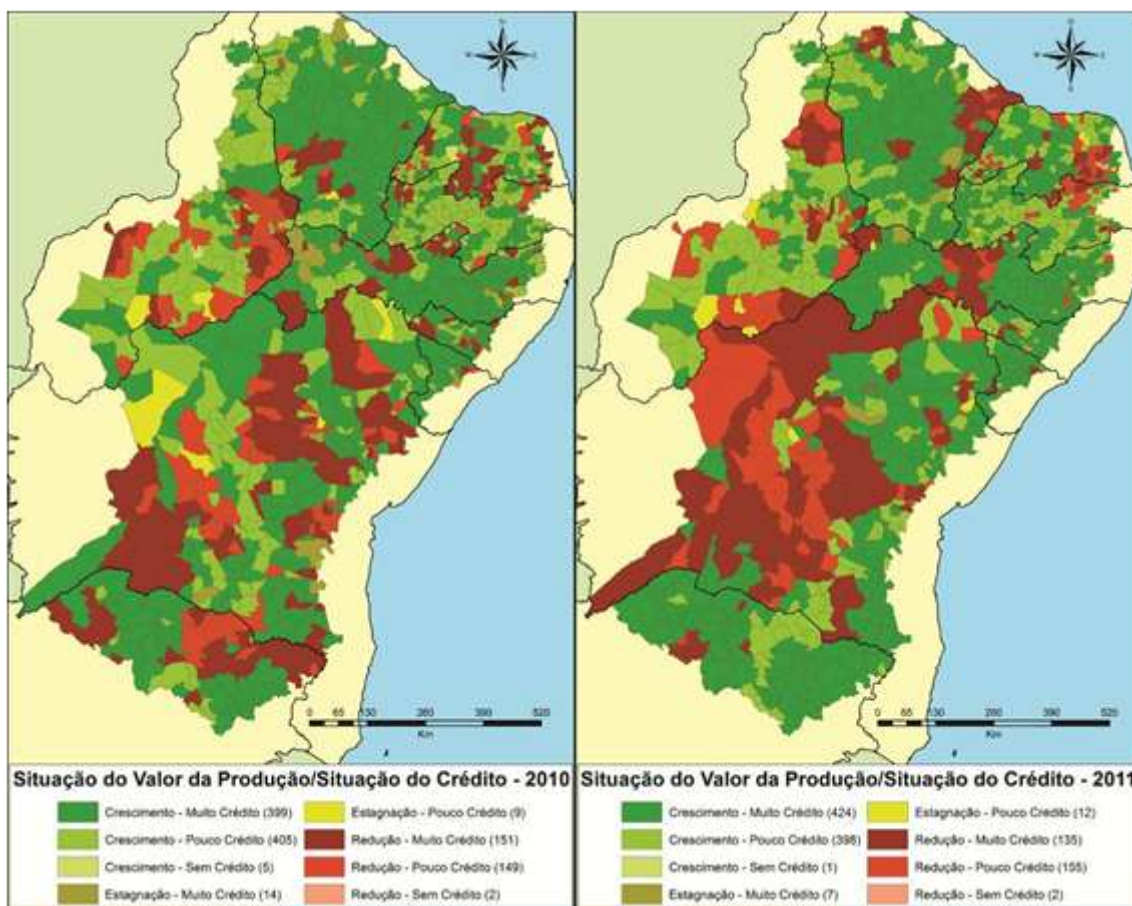 0 65 130 260 390 520
Km
Situação do Valor da Produção/Situação do Crédito - 2010
Crescimento - Muito Crédito (399)
Crescimento - Pouco Crédito (405)
Crescimento - Sem Crédito (5)
Estagnação - Muito Crédito (14)
Estagnação - Pouco Crédito (9)
Redução - Muito Crédito (151)
Redução - Pouco Crédito (149)
Redução - Sem Crédito (2)
0 65 130 260 390 520
Km
Situação do Valor da Produção/Situação do Crédito - 2011
Crescimento - Muito Crédito (424)
Crescimento - Pouco Crédito (398)
Crescimento - Sem Crédito (1)
Estagnação - Muito Crédito (7)
Estagnação - Pouco Crédito (12)
Redução - Muito Crédito (135)
Redução - Pouco Crédito (155)
Redução - Sem Crédito (2)